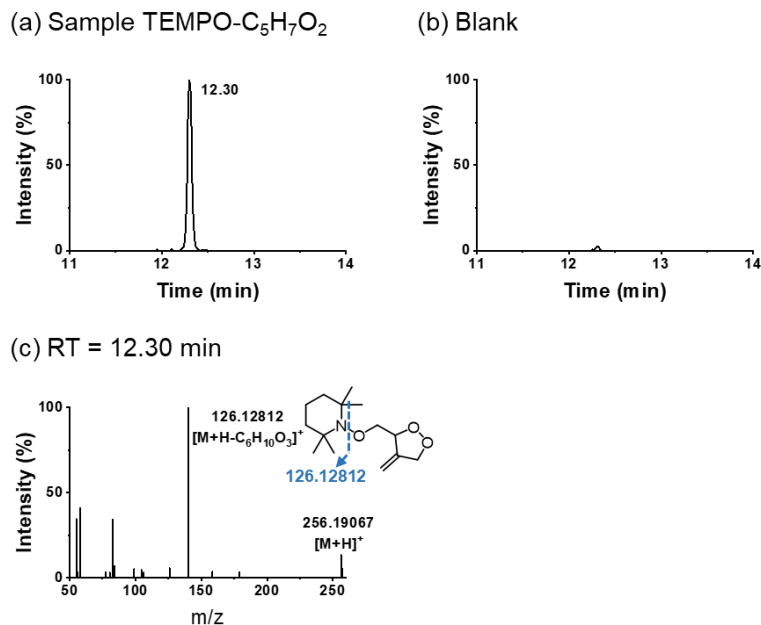 (a) Sample TEMPO-C₅H₇O₂
(b) Blank
100
50
0
Intensity (%)
12.30
11 12 13 14
Time (min)
100
50
0
Intensity (%)
11 12 13 14
Time (min)
(c) RT = 12.30 min
100
50
0
Intensity (%)
126.12812
[M+H-C₆H₁₀O₃]⁺
N
O
O
O
126.12812
256.19067
[M+H]⁺
50 100 150 200 250
m/z